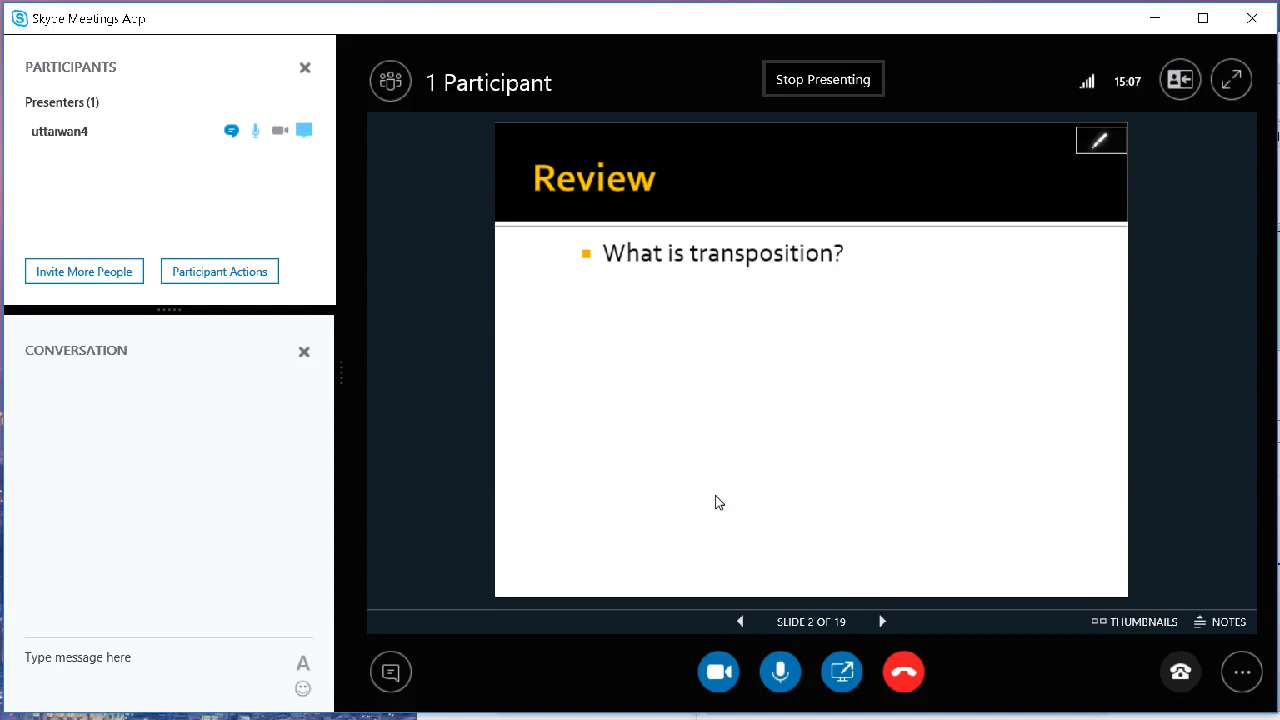 Skype Meetings App
PARTICIPANTS
Presenters (1)
uttaiwan4
Invite More People
Participant Actions
CONVERSATION
Type message here
A
1 Participant
Stop Presenting
15:07
Review
What is transposition?
SLIDE 2 OF 19
THUMBNAILS
NOTES